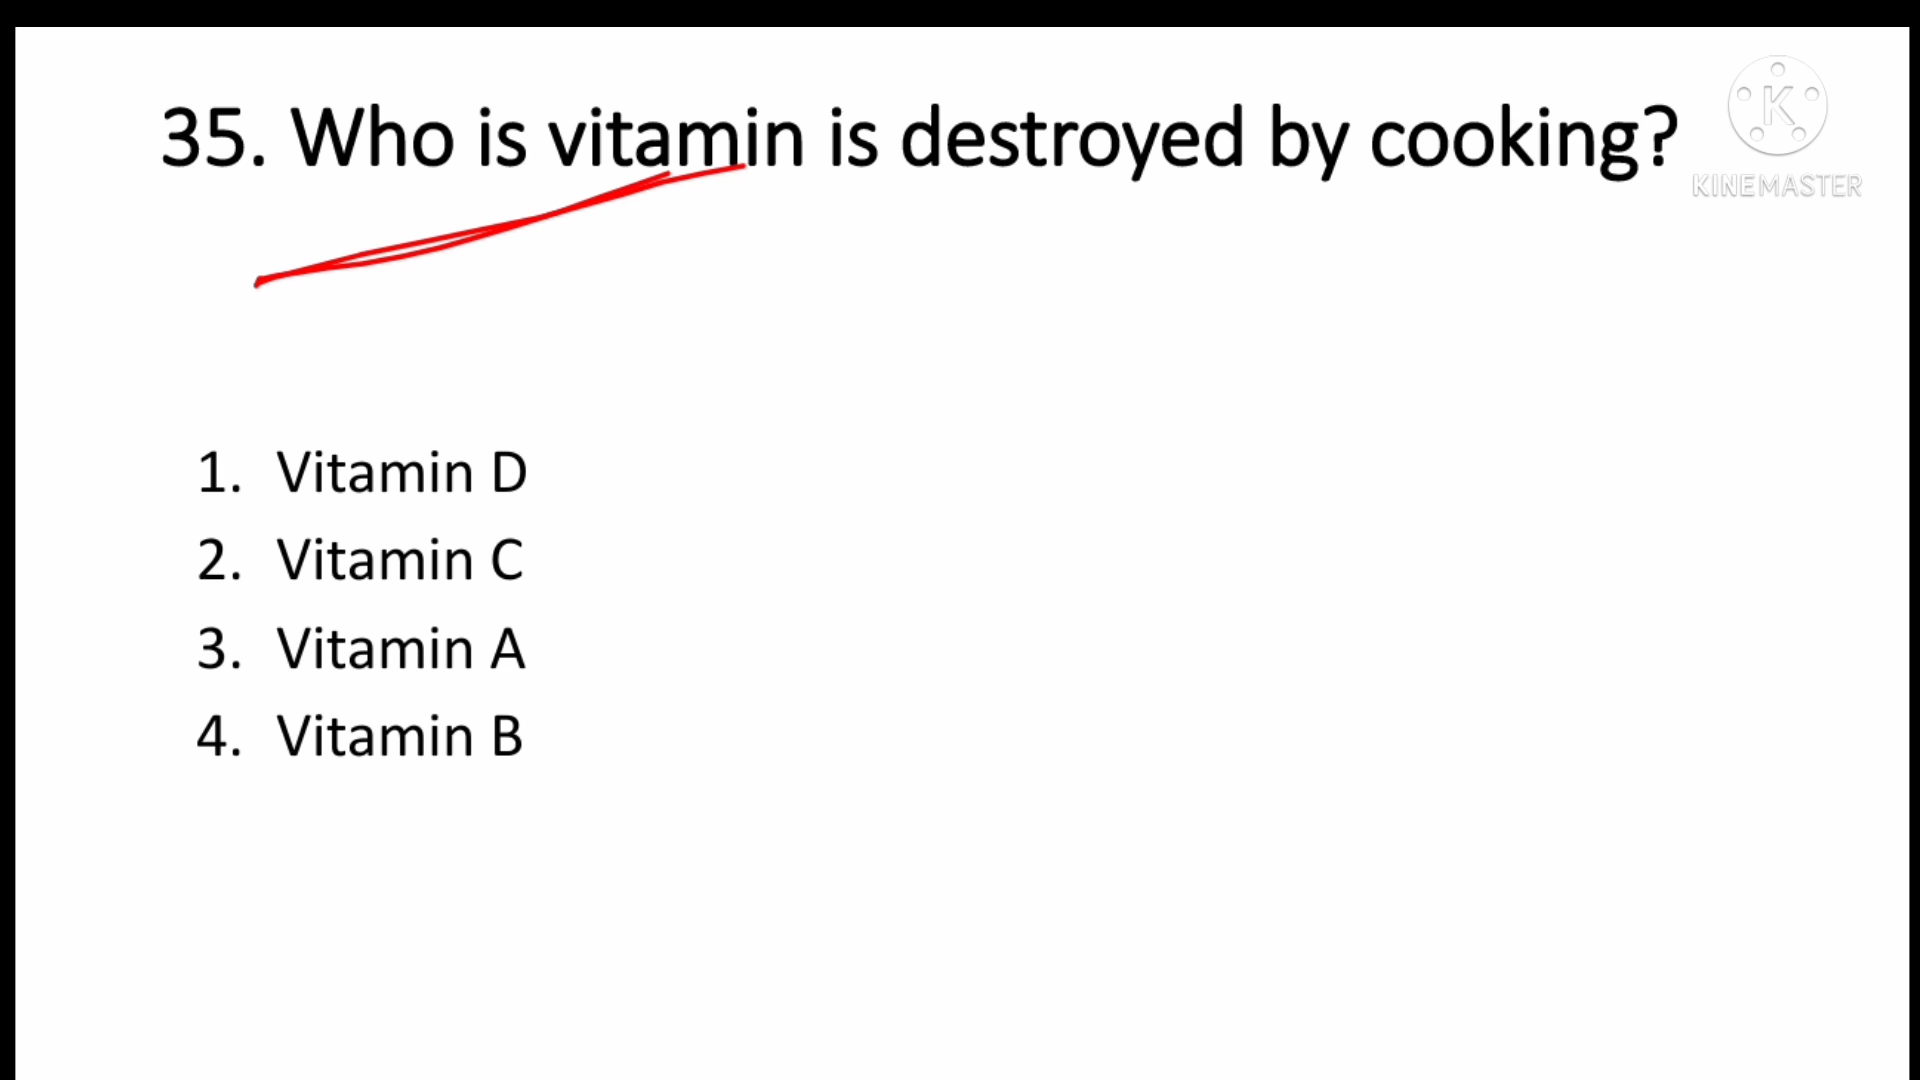 35. Who is vitamin is destroyed by cooking?
K
KINEMASTER
1. Vitamin D
2. Vitamin C
3. Vitamin A
4. Vitamin B